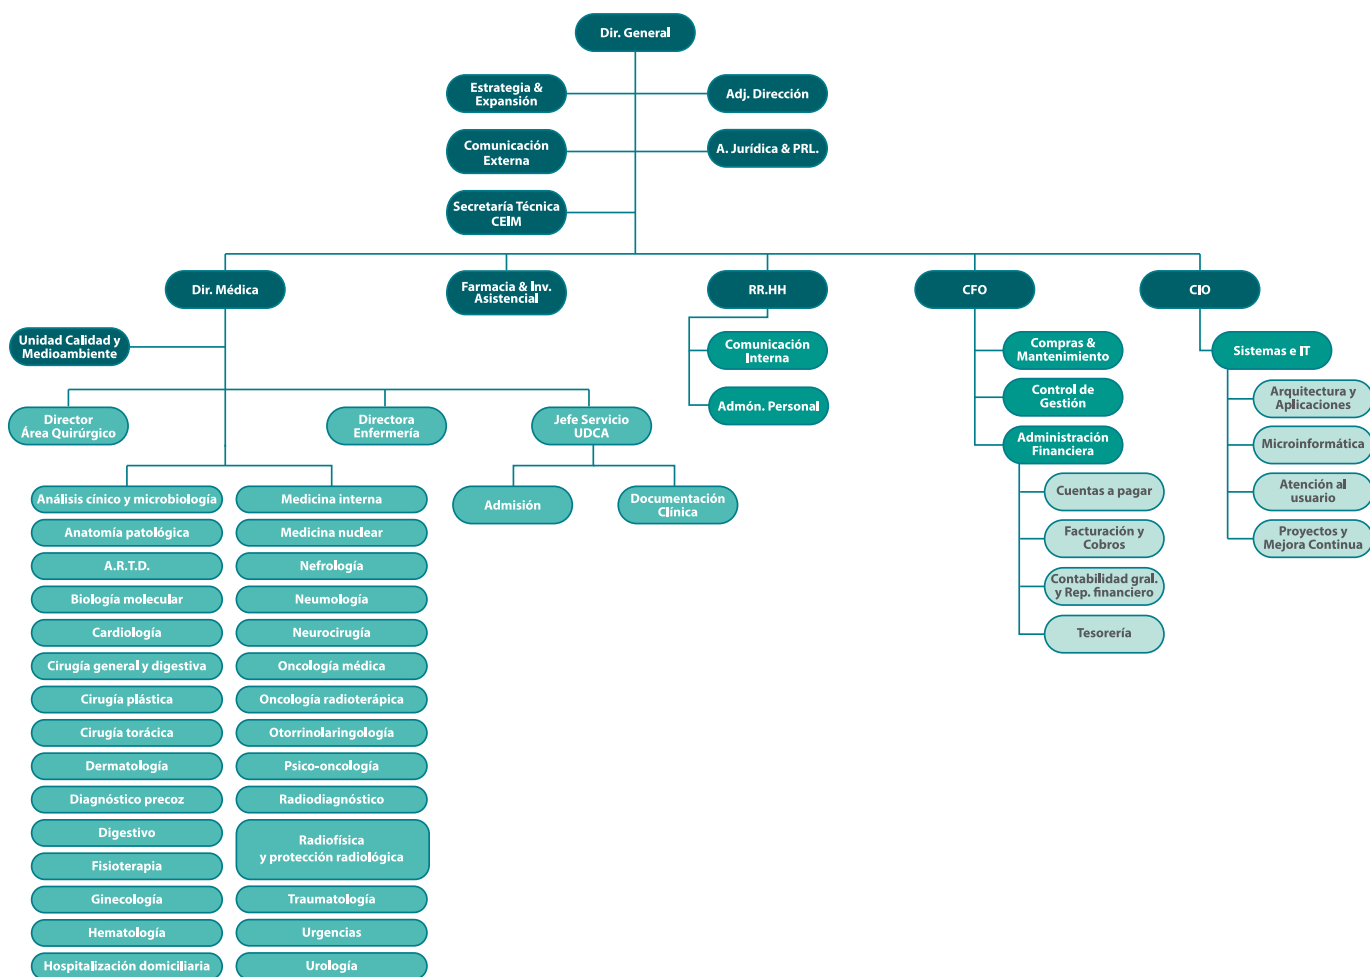 Dir. General
Estrategia &
Expansión
Adj. Dirección
Comunicación
Externa
A. Jurídica & PRL.
Secretaría Técnica
CEIM
Dir. Médica
Farmacia & Inv.
Asistencial
RR.HH
CFO
CIO
Unidad Calidad y
Medioambiente
Director
Área Quirúrgico
Directora
Enfermería
Jefe Servicio
UDCA
Admisión
Documentación
Clínica
Análisis cínico y microbiología
Anatomía patológica
A.R.T.D.
Biología molecular
Cardiología
Cirugía general y digestiva
Cirugía plástica
Cirugía torácica
Dermatología
Diagnóstico precoz
Digestivo
Fisioterapia
Ginecología
Hematología
Hospitalización domiciliaria
Medicina interna
Medicina nuclear
Nefrología
Neumología
Neurocirugía
Oncología médica
Oncología radioterápica
Otorrinolaringología
Psico-oncología
Radiodiagnóstico
Radiofísica
y protección radiológica
Traumatología
Urgencias
Urología
Comunicación
Interna
Admón. Personal
Compras &
Mantenimiento
Control de
Gestión
Administración
Financiera
Cuentas a pagar
Facturación y
Cobros
Contabilidad gral.
y Rep. financiero
Tesorería
Sistemas e IT
Arquitectura y
Aplicaciones
Microinformática
Atención al
usuario
Proyectos y
Mejora Continua